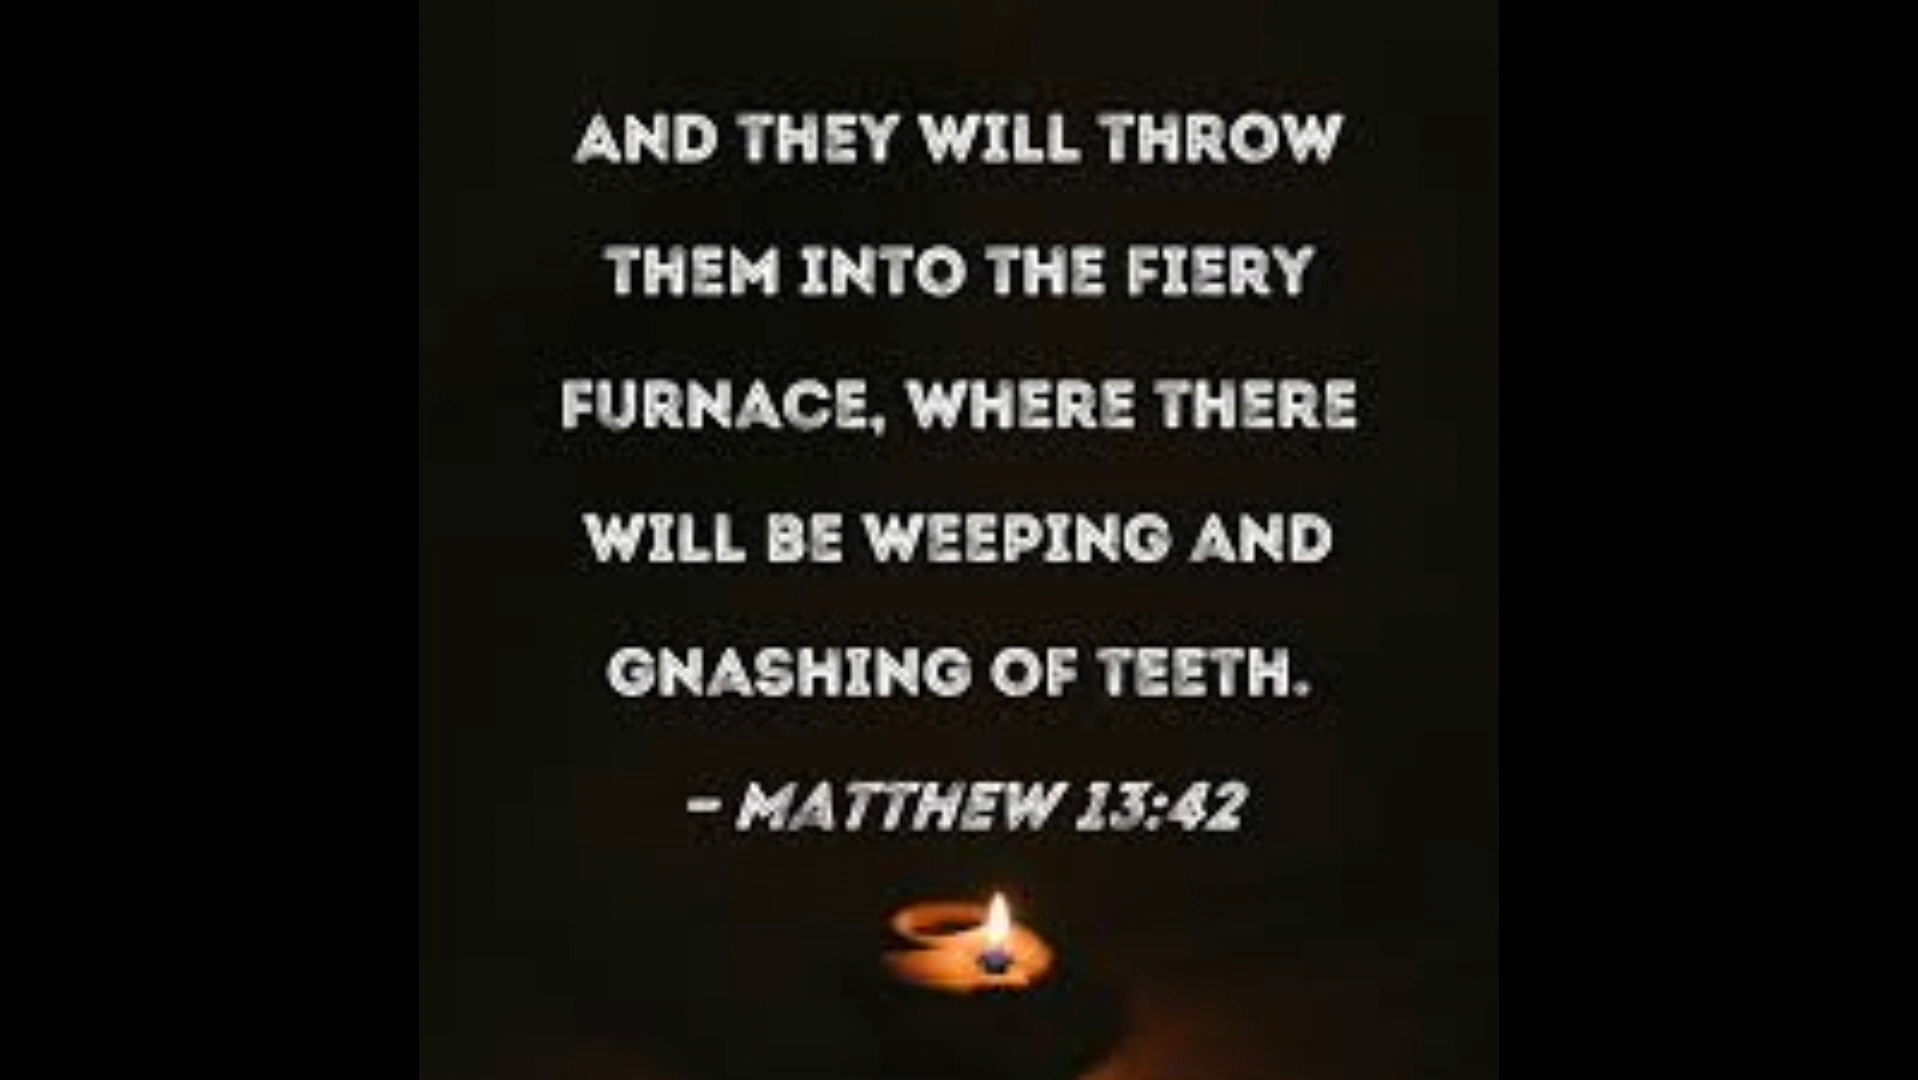 AND THEY WILL THROW
THEM INTO THE FIERY
FURNACE, WHERE THERE
WILL BE WEEPING AND
GNASHING OF TEETH.
– MATTHEW 13:42